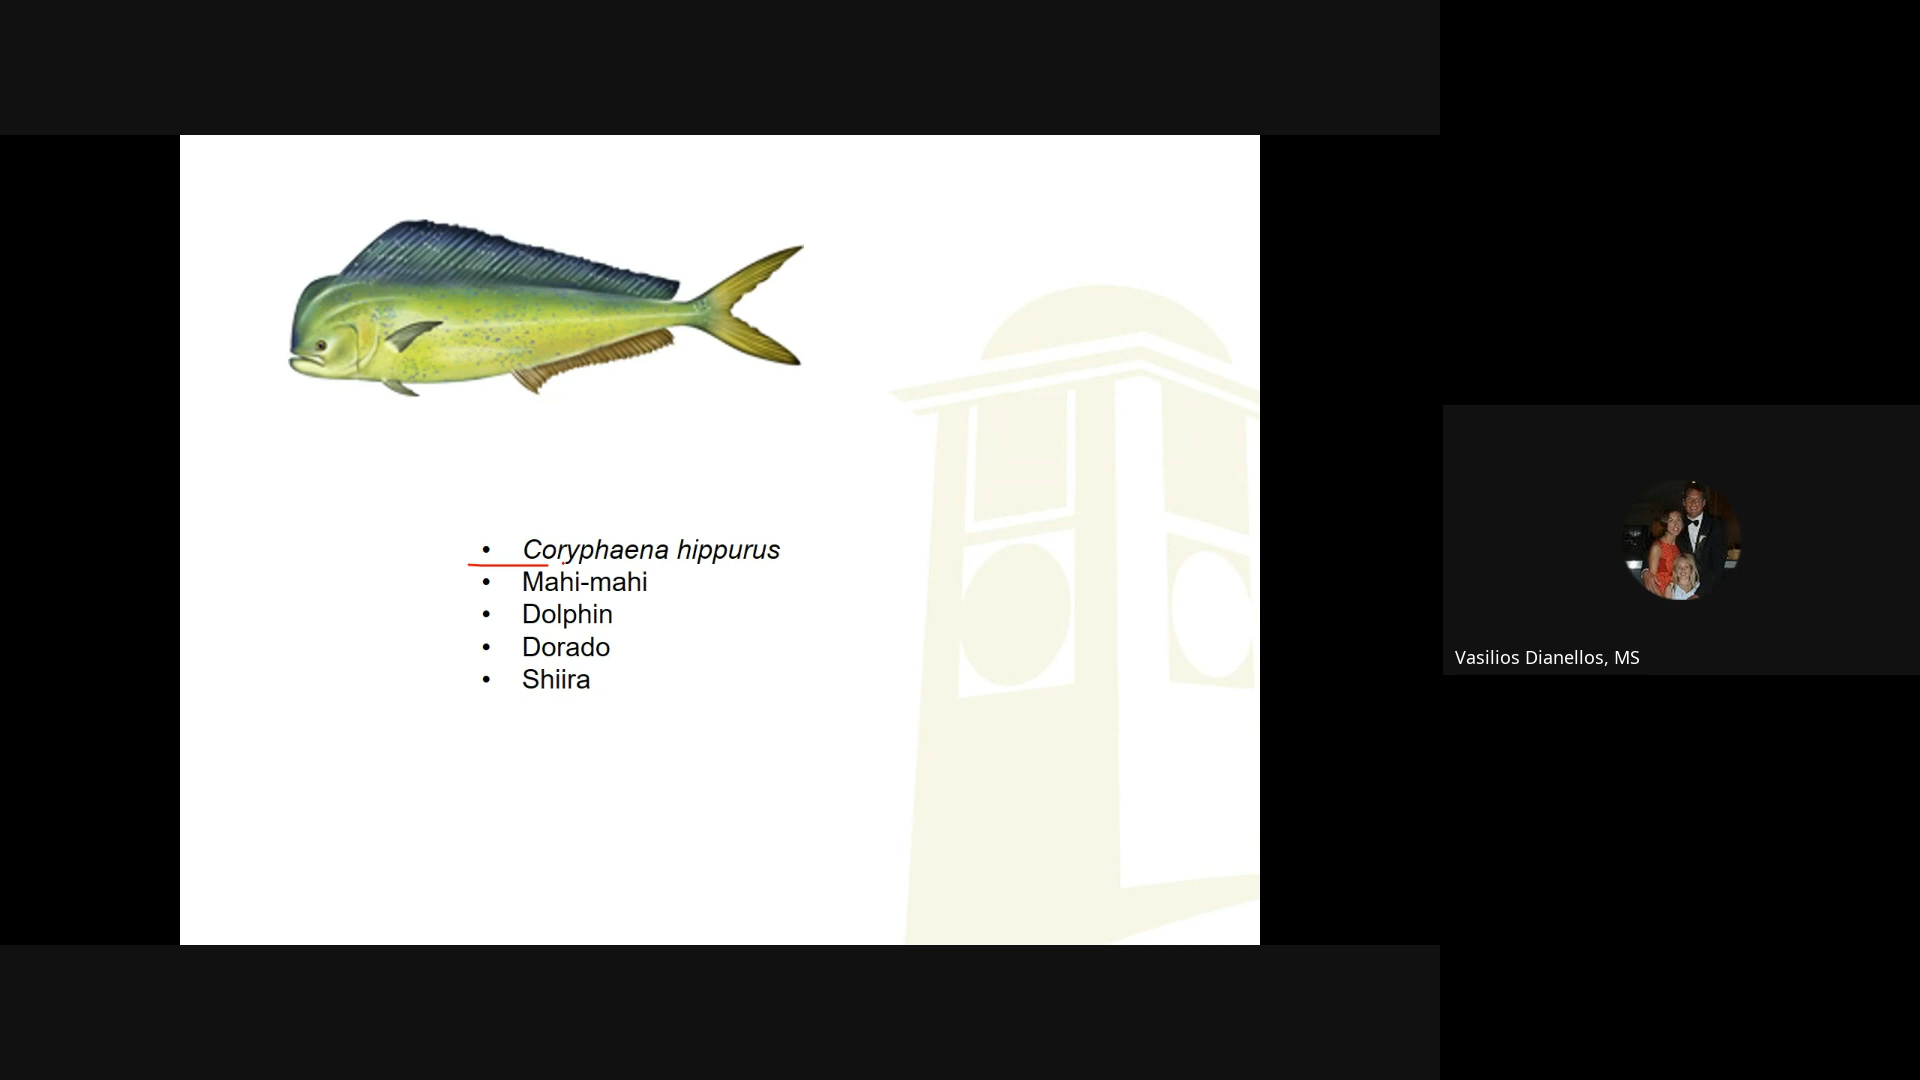 Coryphaena hippurus
Mahi-mahi
Dolphin
Dorado
Shiira
Vasilios Dianellos, MS